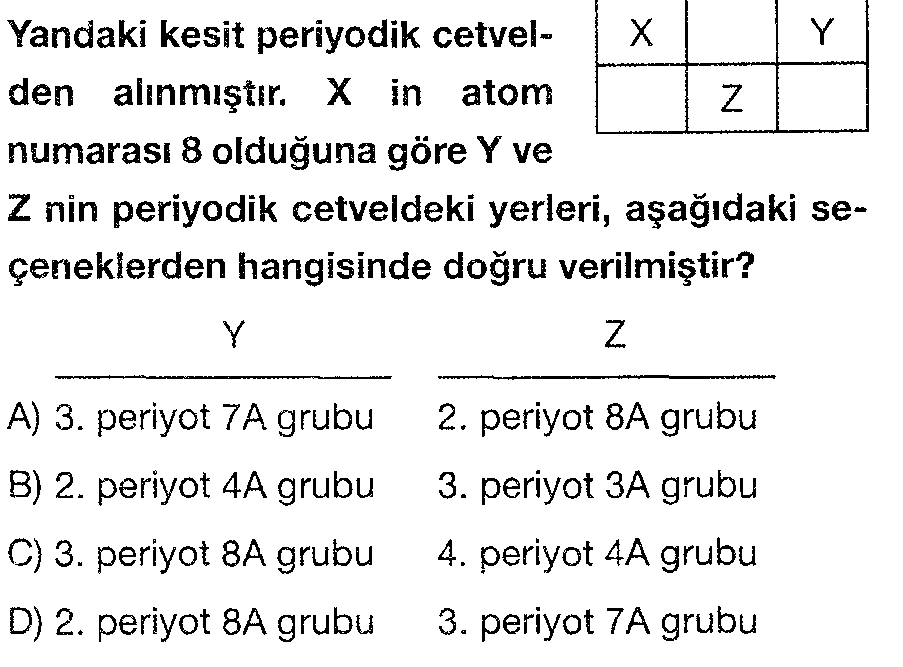 Yandaki kesit periyodik cetvel-
den alınmıştır. X in atom
numarası 8 olduğuna göre Y ve
Z nin periyodik cetveldeki yerleri, aşağıdaki se-
çeneklerden hangisinde doğru verilmiştir?
X Y
Z
Y Z
A) 3. periyot 7A grubu 2. periyot 8A grubu
B) 2. periyot 4A grubu 3. periyot 3A grubu
C) 3. periyot 8A grubu 4. periyot 4A grubu
D) 2. periyot 8A grubu 3. periyot 7A grubu